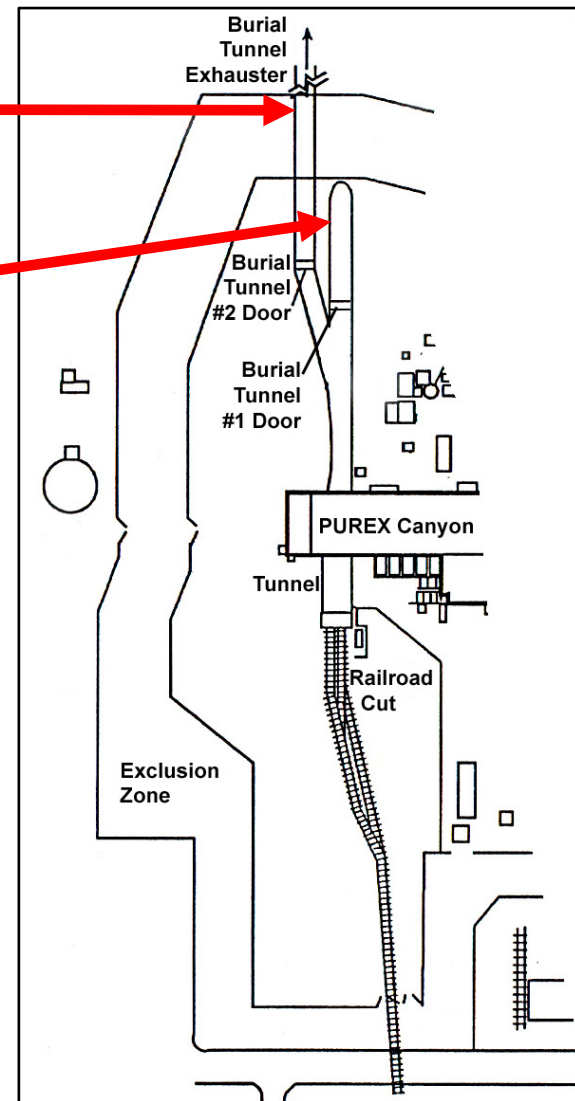 Burial
Tunnel
Exhauster
Burial
Tunnel
#2 Door
Burial
Tunnel
#1 Door
PUREX Canyon
Tunnel
Railroad
Cut
Exclusion
Zone